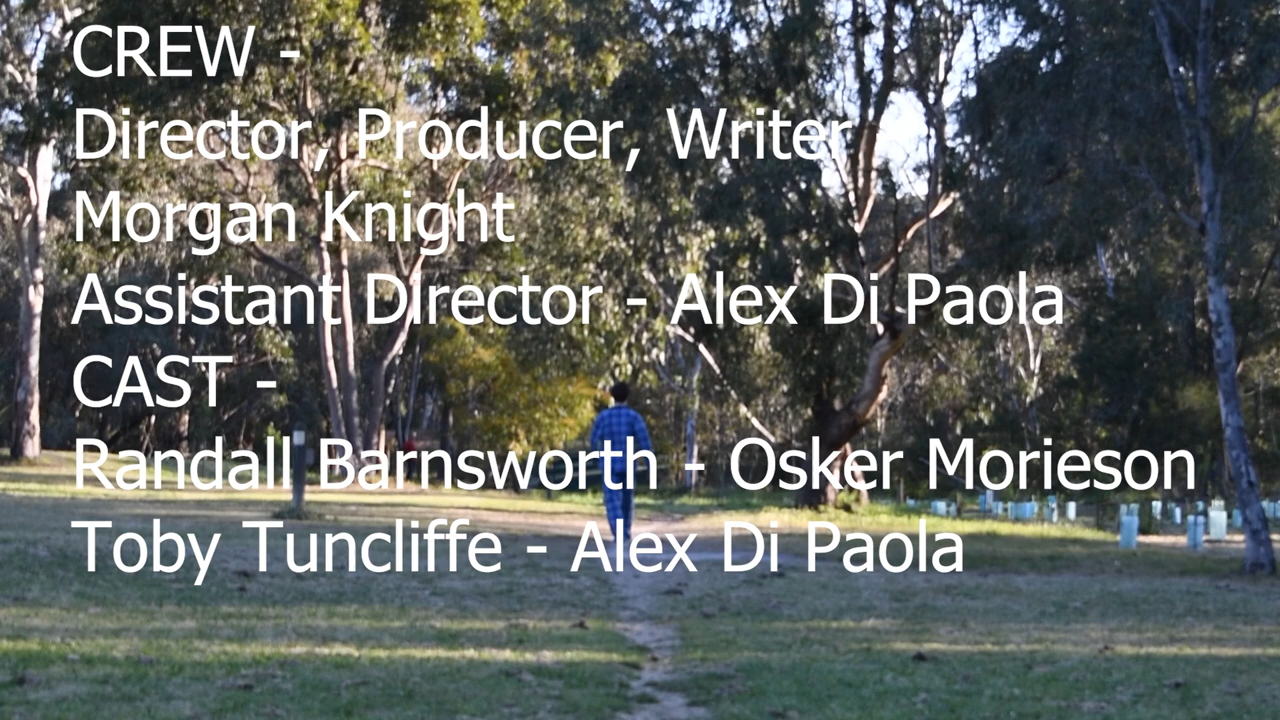 CREW -
Director, Producer, Writer
Morgan Knight
Assistant Director - Alex Di Paola
CAST -
Randall Barnsworth - Osker Morieson
Toby Tuncliffe - Alex Di Paola